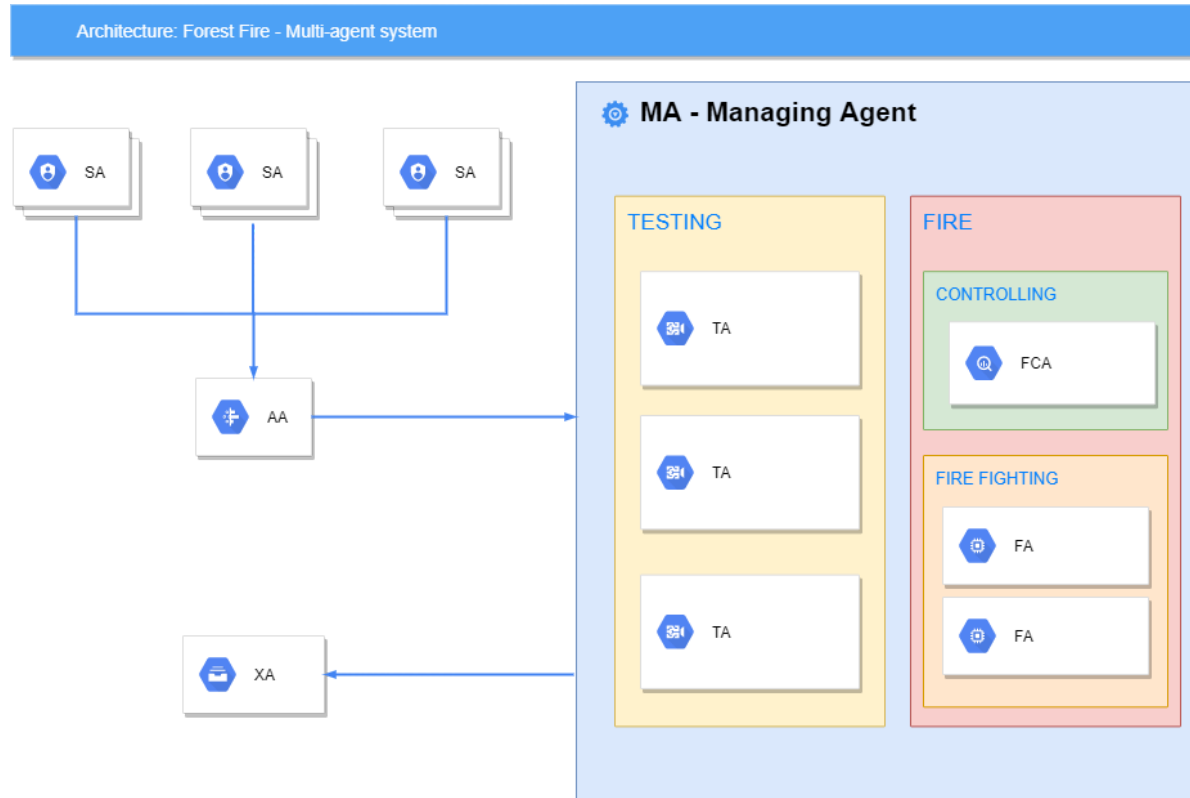 Architecture: Forest Fire - Multi-agent system
MA - Managing Agent
SA
SA
SA
TESTING
TA
TA
TA
FIRE
CONTROLLING
FCA
FIRE FIGHTING
FA
FA
AA
XA